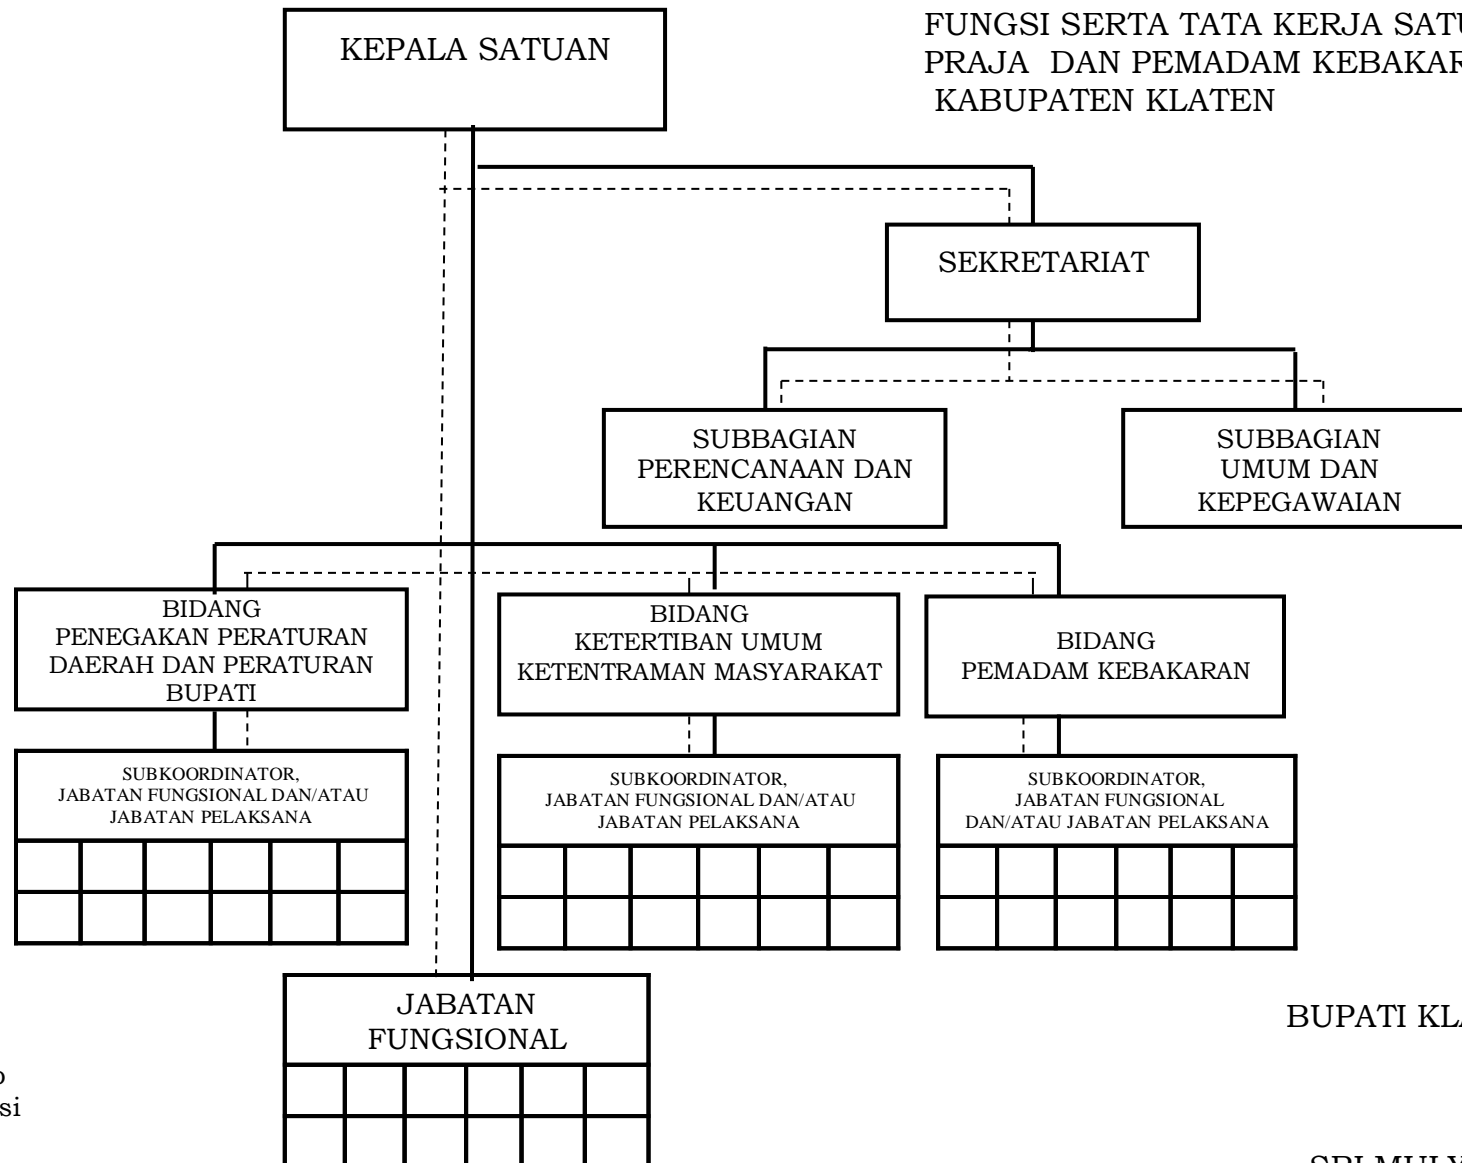 KEPALA SATUAN
FUNGSI SERTA TATA KERJA
PRAJA DAN PEMADAM
KABUPATEN KLATEN
SEKRETARIAT
SUBBAGIAN
PERENCANAAN DAN
KEUANGAN
SUBBAGIAN
UMUM DAN
KEPEGAWAIAN
BIDANG
PENEGAKAN PERATURAN
DAERAH DAN PERATURAN
BUPATI
BIDANG
KETERTIBAN UMUM
KETENTRAMAN MASYARAKAT
BIDANG
PEMADAM KEBAKARAN
SUBKOORDINATOR,
JABATAN FUNGSIONAL DAN/ATAU
JABATAN PELAKSANA
SUBKOORDINATOR,
JABATAN FUNGSIONAL DAN/ATAU
JABATAN PELAKSANA
SUBKOORDINATOR,
JABATAN FUNGSIONAL
DAN/ATAU JABATAN PELAKSANA
JABATAN
FUNGSIONAL
BUPATI
si